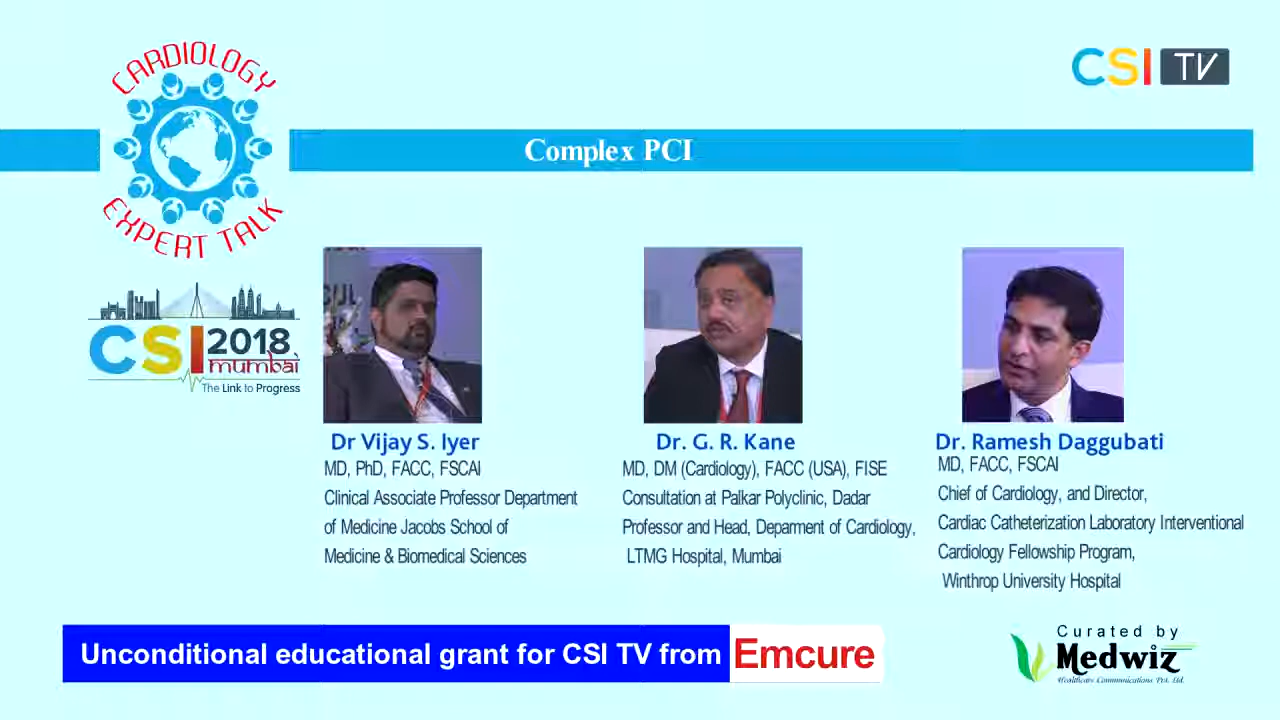 CARDIOLOGY
EXPERT TALK
CSI TV
Complex PCI
CSI 2018
mumbai
The Link to Progress
Dr Vijay S. Iyer
MD, PhD, FACC, FSCAI
Clinical Associate Professor Department
of Medicine Jacobs School of
Medicine & Biomedical Sciences
Dr. G. R. Kane
MD, DM (Cardiology), FACC (USA), FISE
Consultation at Palkar Polyclinic, Dadar
Professor and Head, Deparment of Cardiology,
LTMG Hospital, Mumbai
Dr. Ramesh Daggubati
MD, FACC, FSCAI
Chief of Cardiology, and Director,
Cardiac Catheterization Laboratory Interventional
Cardiology Fellowship Program,
Winthrop University Hospital
Unconditional educational grant for CSI TV from Emcure
Curated by
Medwiz
Healthcare Communications Pvt. Ltd.